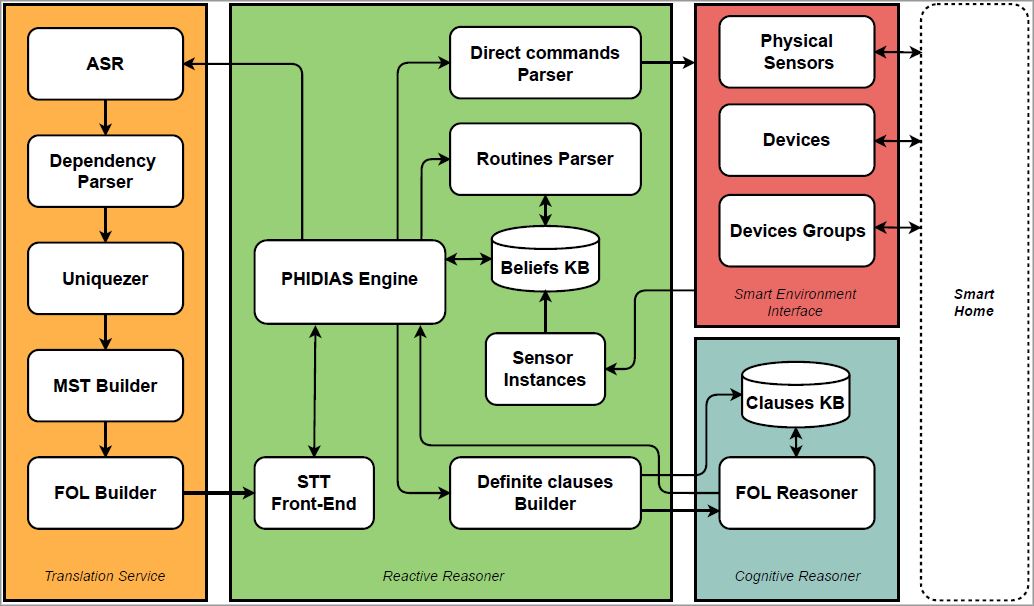 ASR
Dependency
Parser
Uniquezer
MST Builder
FOL Builder
Translation Service
Direct commands
Parser
Routines Parser
PHIDIAS Engine
Beliefs KB
Sensor
Instances
STT
Front-End
Definite clauses
Builder
Reactive Reasoner
Physical
Sensors
Devices
Devices Groups
Smart Environment
Interface
Clauses KB
FOL Reasoner
Cognitive Reasoner
Smart
Home